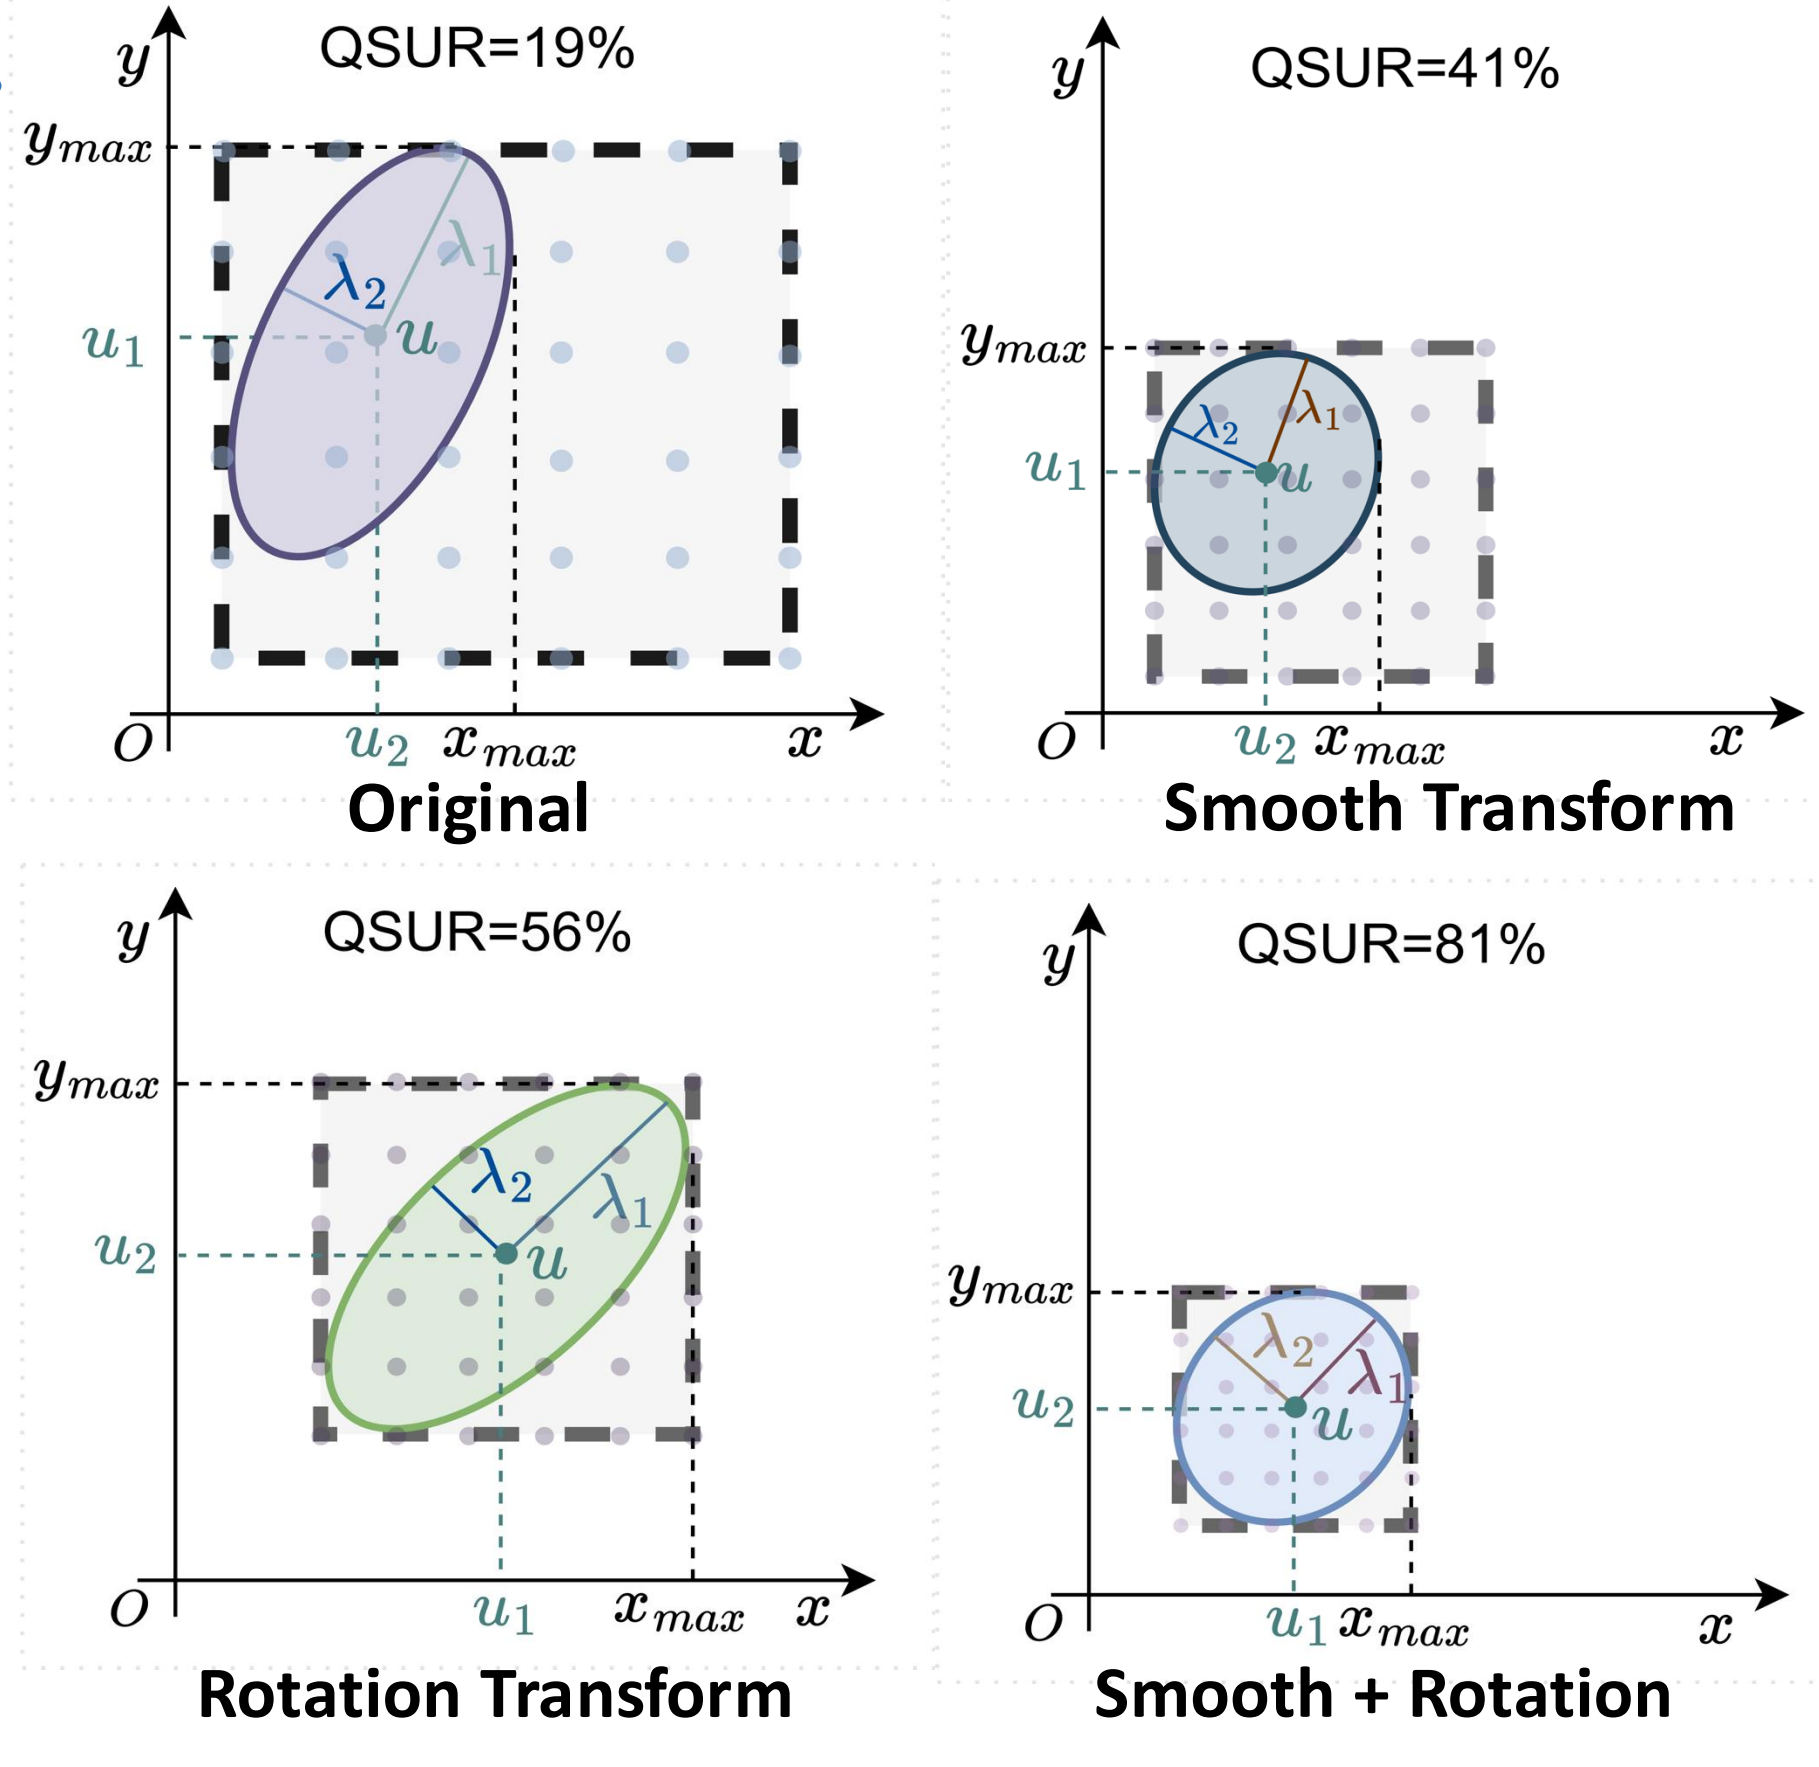 y
QSUR=19%
y_max
λ_1
λ_2
u
u_1
O
u_2
x_max
x
Original
y
QSUR=41%
y_max
λ_1
λ_2
u
u_1
O
u_2
x_max
x
Smooth Transform
y
QSUR=56%
y_max
λ_2
λ_1
u
u_2
O
u_1
x_max
x
Rotation Transform
y
QSUR=81%
y_max
λ_2
λ_1
u
u_2
O
u_1
x_max
x
Smooth + Rotation